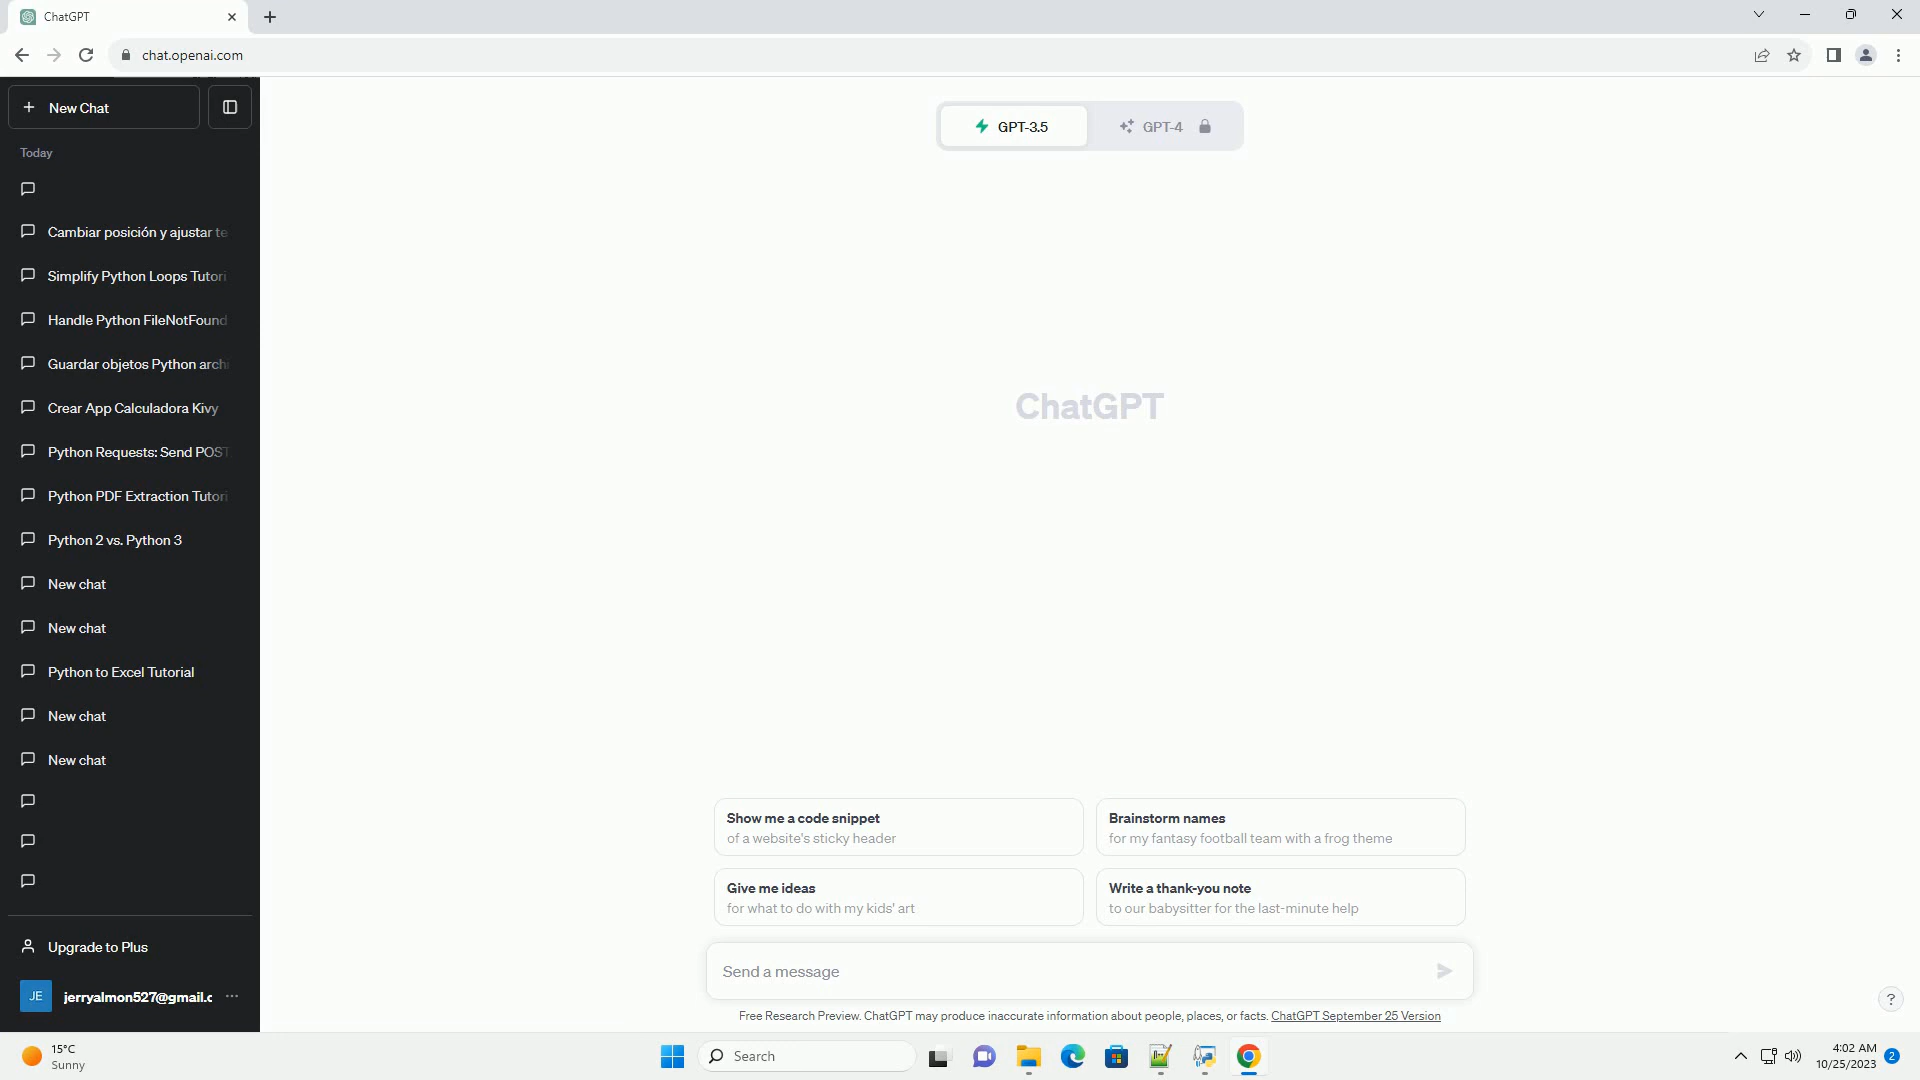 ChatGPT
chat.openai.com
New Chat
Today
Cambiar posición y ajustar te
Simplify Python Loops Tutori
Handle Python FileNotFound
Guardar objetos Python archi
Crear App Calculadora Kivy
Python Requests: Send POST
Python PDF Extraction Tutori
Python 2 vs. Python 3
New chat
New chat
Python to Excel Tutorial
New chat
New chat
Upgrade to Plus
JE
jerryalmon527@gmail.c
GPT-3.5
GPT-4
ChatGPT
Show me a code snippet
of a website's sticky header
Brainstorm names
for my fantasy football team with a frog theme
Give me ideas
for what to do with my kids' art
Write a thank-you note
to our babysitter for the last-minute help
Send a message
Free Research Preview. ChatGPT may produce inaccurate information about people, places, or facts. ChatGPT September 25 Version
?
15°C
Sunny
Search
4:02 AM
10/25/2023
2